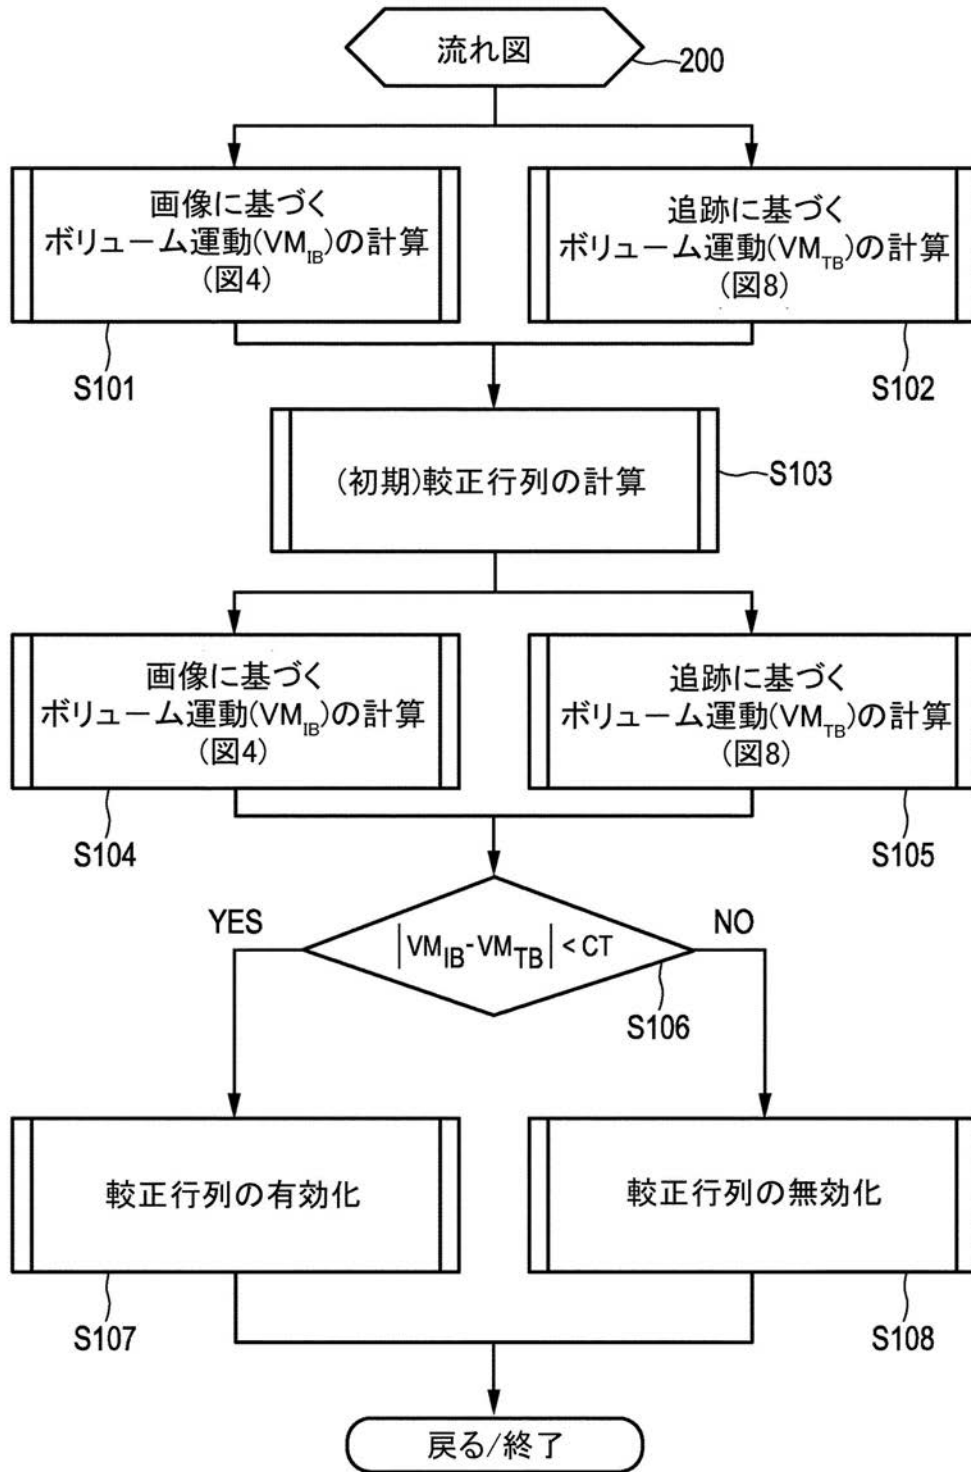 流れ図
200
画像に基づく
ボリューム運動(VM_IB)の計算
(図4)
S101
追跡に基づく
ボリューム運動(VM_TB)の計算
(図8)
S102
(初期)較正行列の計算
S103
画像に基づく
ボリューム運動(VM_IB)の計算
(図4)
S104
追跡に基づく
ボリューム運動(VM_TB)の計算
(図8)
S105
YES
|VM_IB-VM_TB| < CT
NO
S106
較正行列の有効化
S107
較正行列の無効化
S108
戻る/終了